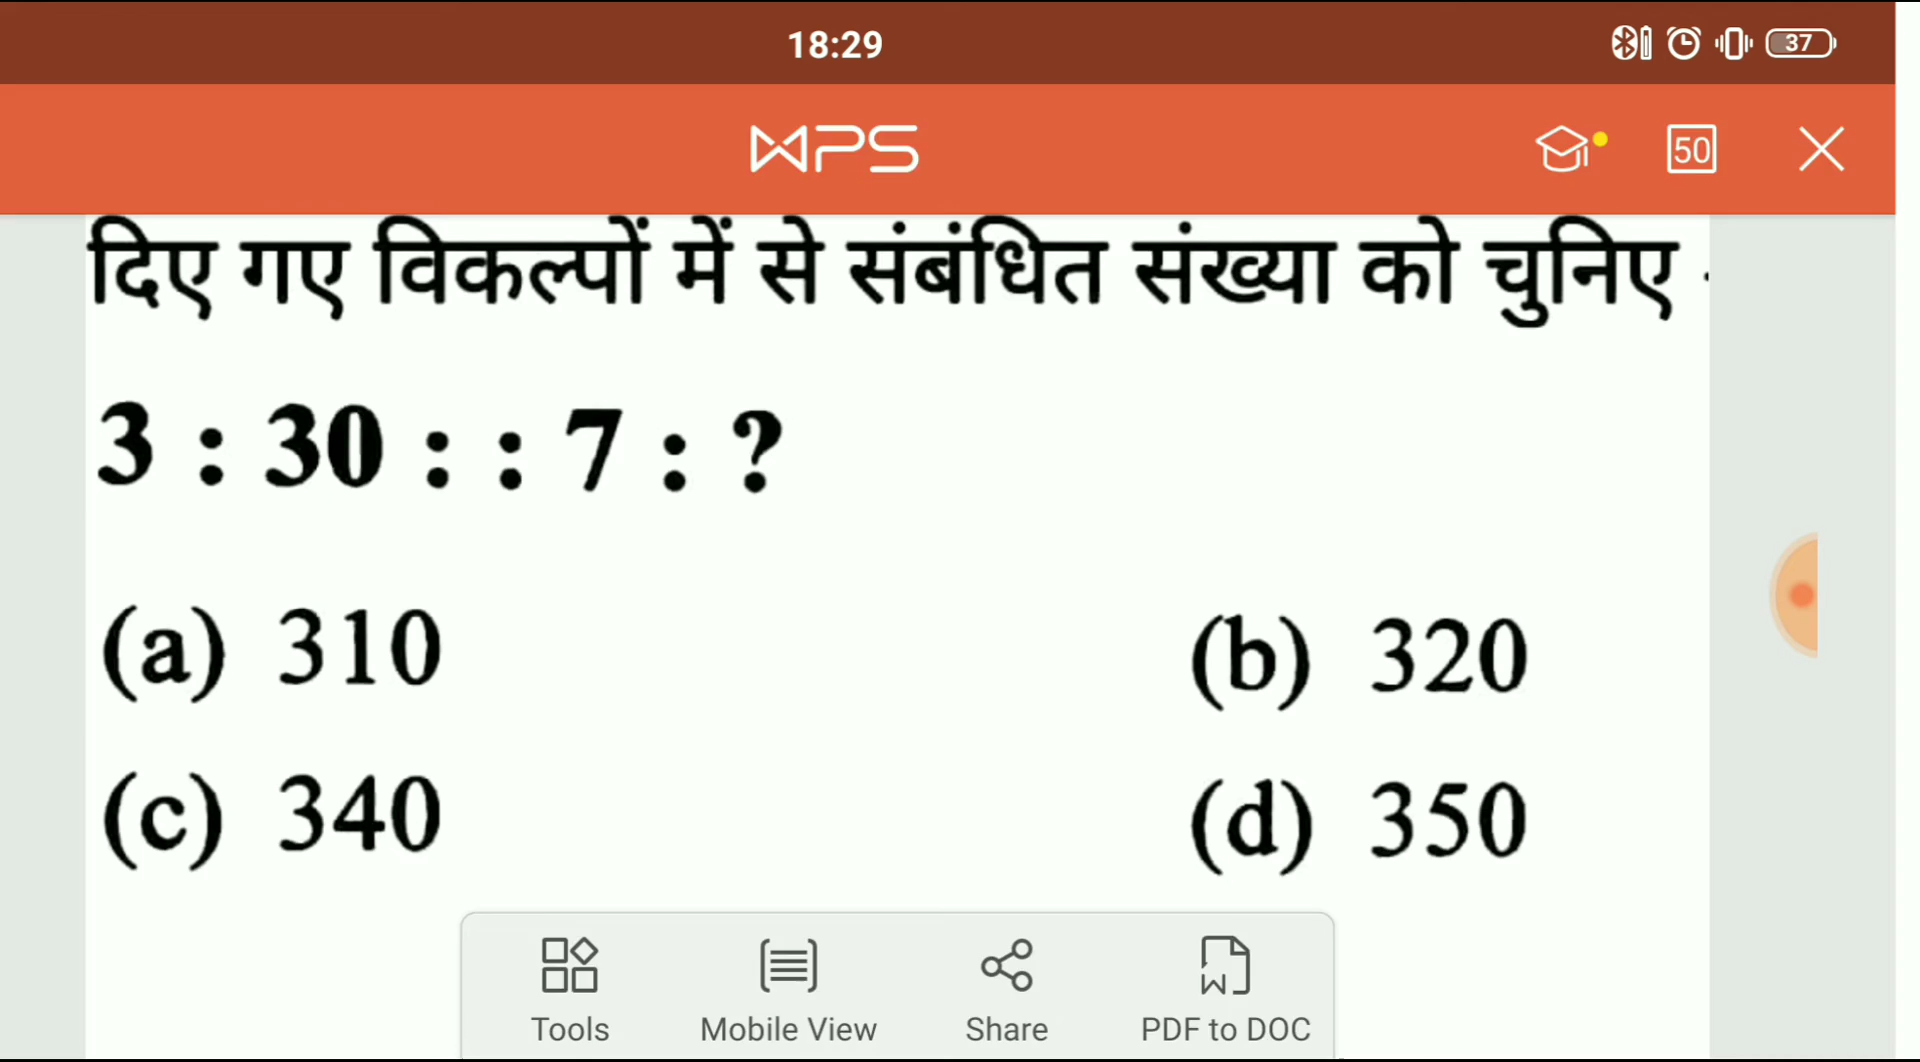 18:29
37
WPS
50
दिए गए विकल्पों में से संबंधित संख्या को चुनिए
3 : 30 : : 7 : ?
(a) 310 (b) 320
(c) 340 (d) 350
Tools Mobile View Share PDF to DOC